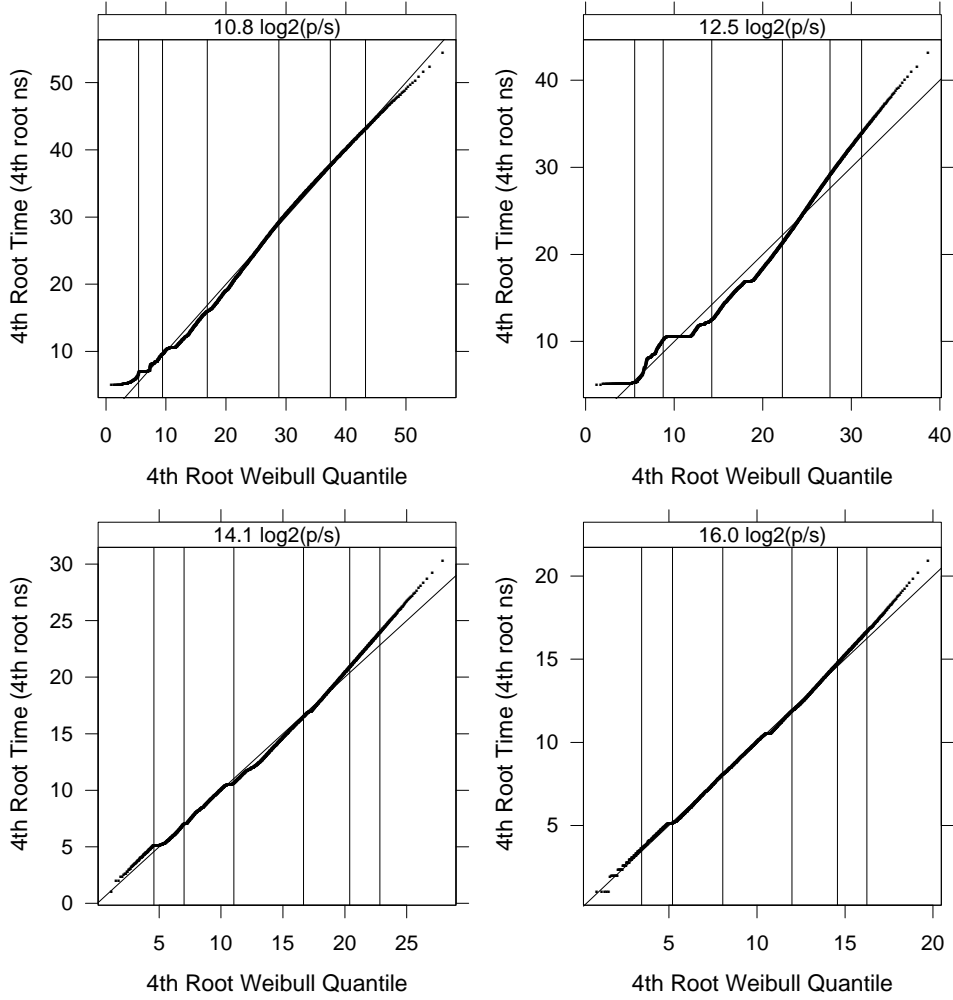 10.8 log2(p/s)
12.5 log2(p/s)
4th Root Time (4th root ns)
50
40
30
20
10
0 10 20 30 40 50
4th Root Weibull Quantile
4th Root Time (4th root ns)
40
30
20
10
0 10 20 30 40
4th Root Weibull Quantile
14.1 log2(p/s)
16.0 log2(p/s)
4th Root Time (4th root ns)
30
25
20
15
10
5
0
5 10 15 20 25
4th Root Weibull Quantile
4th Root Time (4th root ns)
20
15
10
5
5 10 15 20
4th Root Weibull Quantile